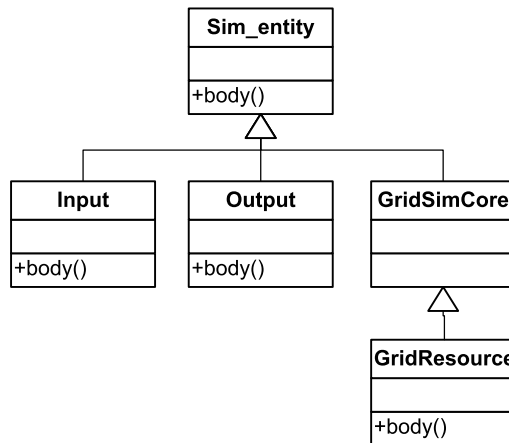 Sim_entity
+body()
Input
Output
GridSimCore
+body()
+body()
GridResource
+body()